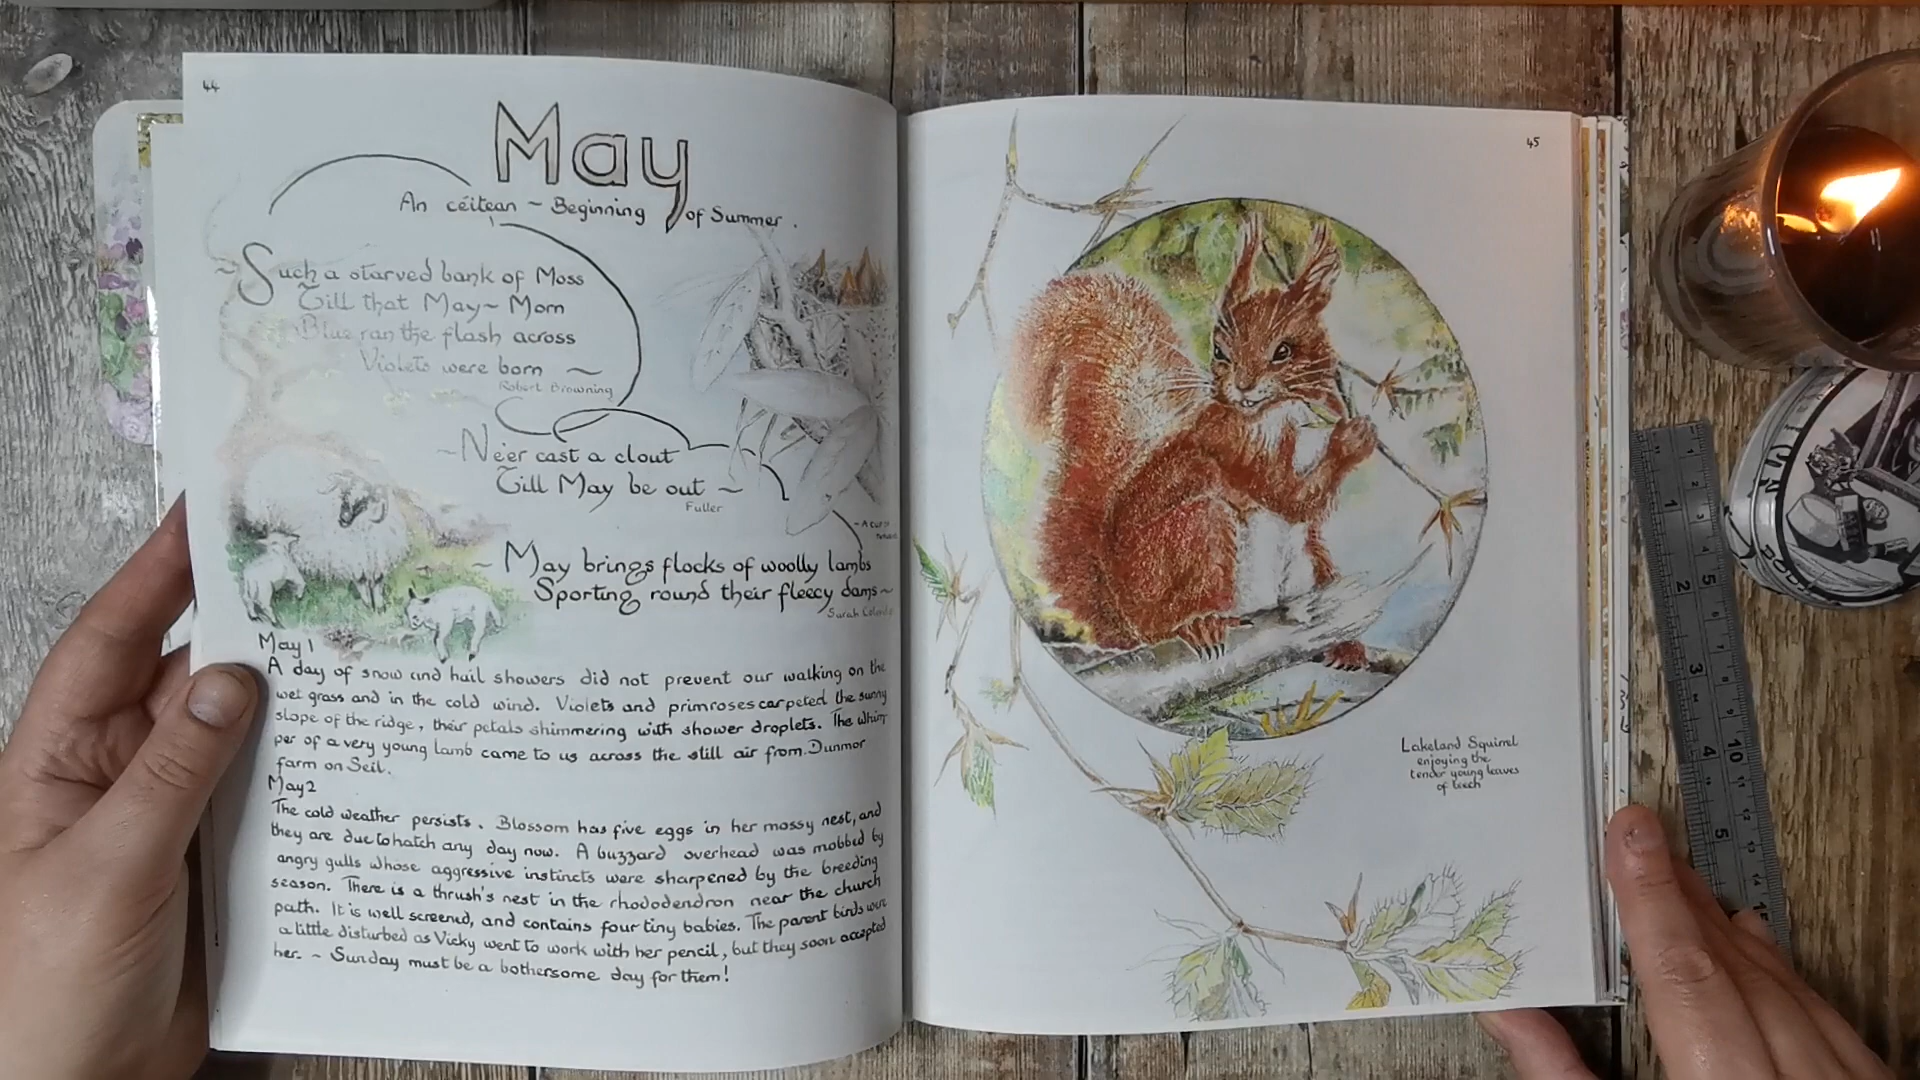 44
May
An céitean ~ Beginning of Summer.
~ Such a starved bank of Moss
Till that May ~ Morn
Blue ran the flash across
Violets were born ~
Robert Browning
~ Ne'er cast a clout
Till May be out ~
Fuller
~ May brings flocks of woolly lambs
Sporting round their fleecy dams ~
Sarah
May 1
A day of snow and hail showers did not prevent our walking on the
wet grass and in the cold wind. Violets and primroses carpeted the sunny
slope of the ridge, their petals shimmering with shower droplets. The whim-
per of a very young lamb came to us across the still air from Dunmor
farm on Seil.
May 2
The cold weather persists. Blossom has five eggs in her mossy nest, and
they are due to hatch any day now. A buzzard overhead was mobbed by
angry gulls whose aggressive instincts were sharpened by the breeding
season. There is a thrush's nest in the rhododendron near the church
path. It is well screened, and contains four tiny babies. The parent birds were
a little disturbed as Vicky went to work with her pencil, but they soon accepted
her. ~ Sunday must be a bothersome day for them!
45
Lakeland Squirrel
enjoying the
tender young leaves
of beech
1
2
3
4
5
5
10